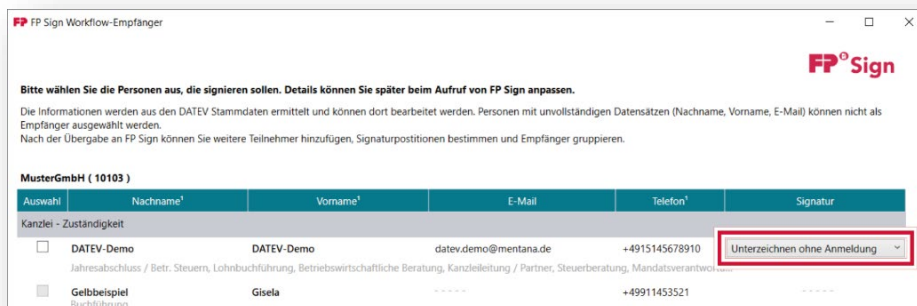 FP FP Sign Workflow-Empfänger
FP Sign
Bitte wählen Sie die Personen aus, die signieren sollen. Details können Sie später beim Aufruf von FP Sign anpassen.
Die Informationen werden aus den DATEV Stammdaten ermittelt und können dort bearbeitet werden. Personen mit unvollständigen Datensätzen (Nachname, Vorname, E-Mail) können nicht als
Empfänger ausgewählt werden.
Nach der Übergabe an FP Sign können Sie weitere Teilnehmer hinzufügen, Signaturpostitionen bestimmen und Empfänger gruppieren.
MusterGmbH ( 10103 )
Auswahl Nachname¹ Vorname¹ E-Mail Telefon¹ Signatur
Kanzlei - Zuständigkeit
DATEV-Demo DATEV-Demo datev.demo@mentana.de +4915145678910 Unterzeichnen ohne Anmeldung
Jahresabschluss / Betr. Steuern, Lohnbuchführung, Betriebswirtschaftliche Beratung, Kanzleileitung / Partner, Steuerberatung,
Gelbbeispiel Gisela - - - - - +49911453521 - - - - -
Buchführung